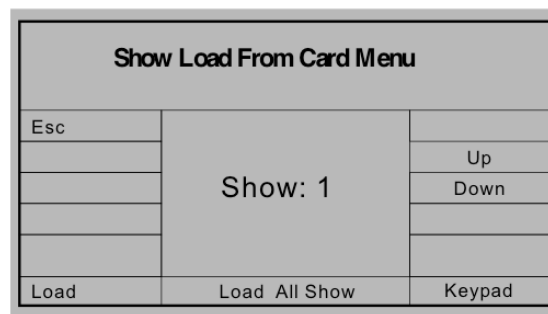 Show Load From Card Menu
Esc
Up
Show: 1
Down
Load
Load All Show
Keypad